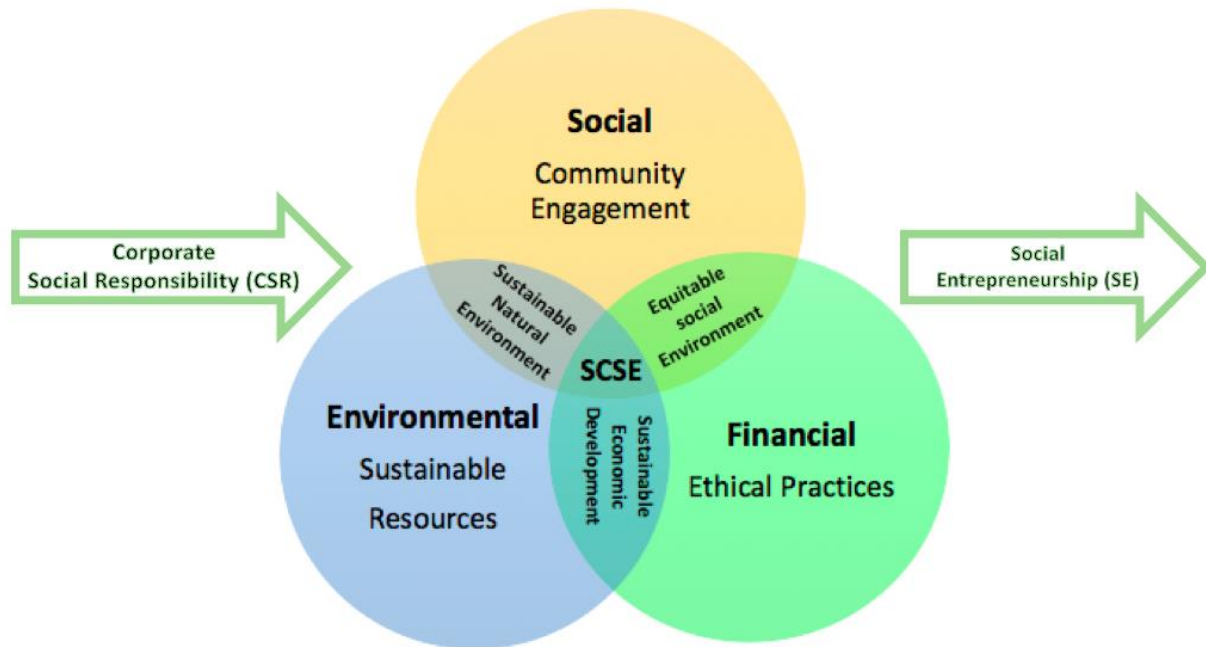 Social
Community
Engagement
Corporate
Social Responsibility (CSR)
Social
Entrepreneurship (SE)
Sustainable
Natural
Environment
Equitable
social
Environment
SCSE
Environmental
Sustainable
Resources
Sustainable
Economic
Development
Financial
Ethical Practices